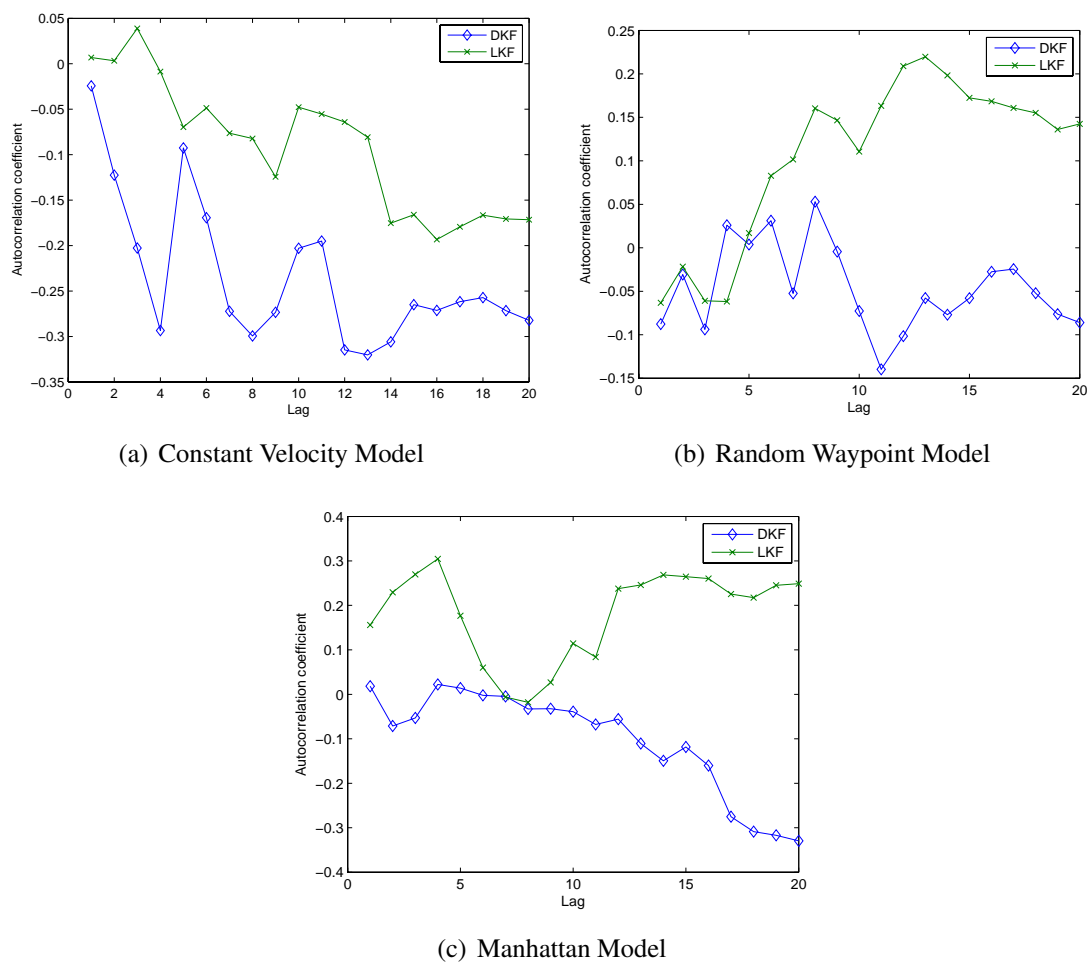 0.05
0
−0.05
−0.1
−0.15
−0.2
−0.25
−0.3
−0.35
Autocorrelation coefficient
0 2 4 6 8 10 12 14 16 18 20
Lag
DKF
LKF
(a) Constant Velocity Model
0.25
0.2
0.15
0.1
0.05
0
−0.05
−0.1
−0.15
Autocorrelation coefficient
0 5 10 15 20
Lag
DKF
LKF
(b) Random Waypoint Model
0.4
0.3
0.2
0.1
0
−0.1
−0.2
−0.3
−0.4
Autocorrelation coefficient
0 5 10 15 20
Lag
DKF
LKF
(c) Manhattan Model